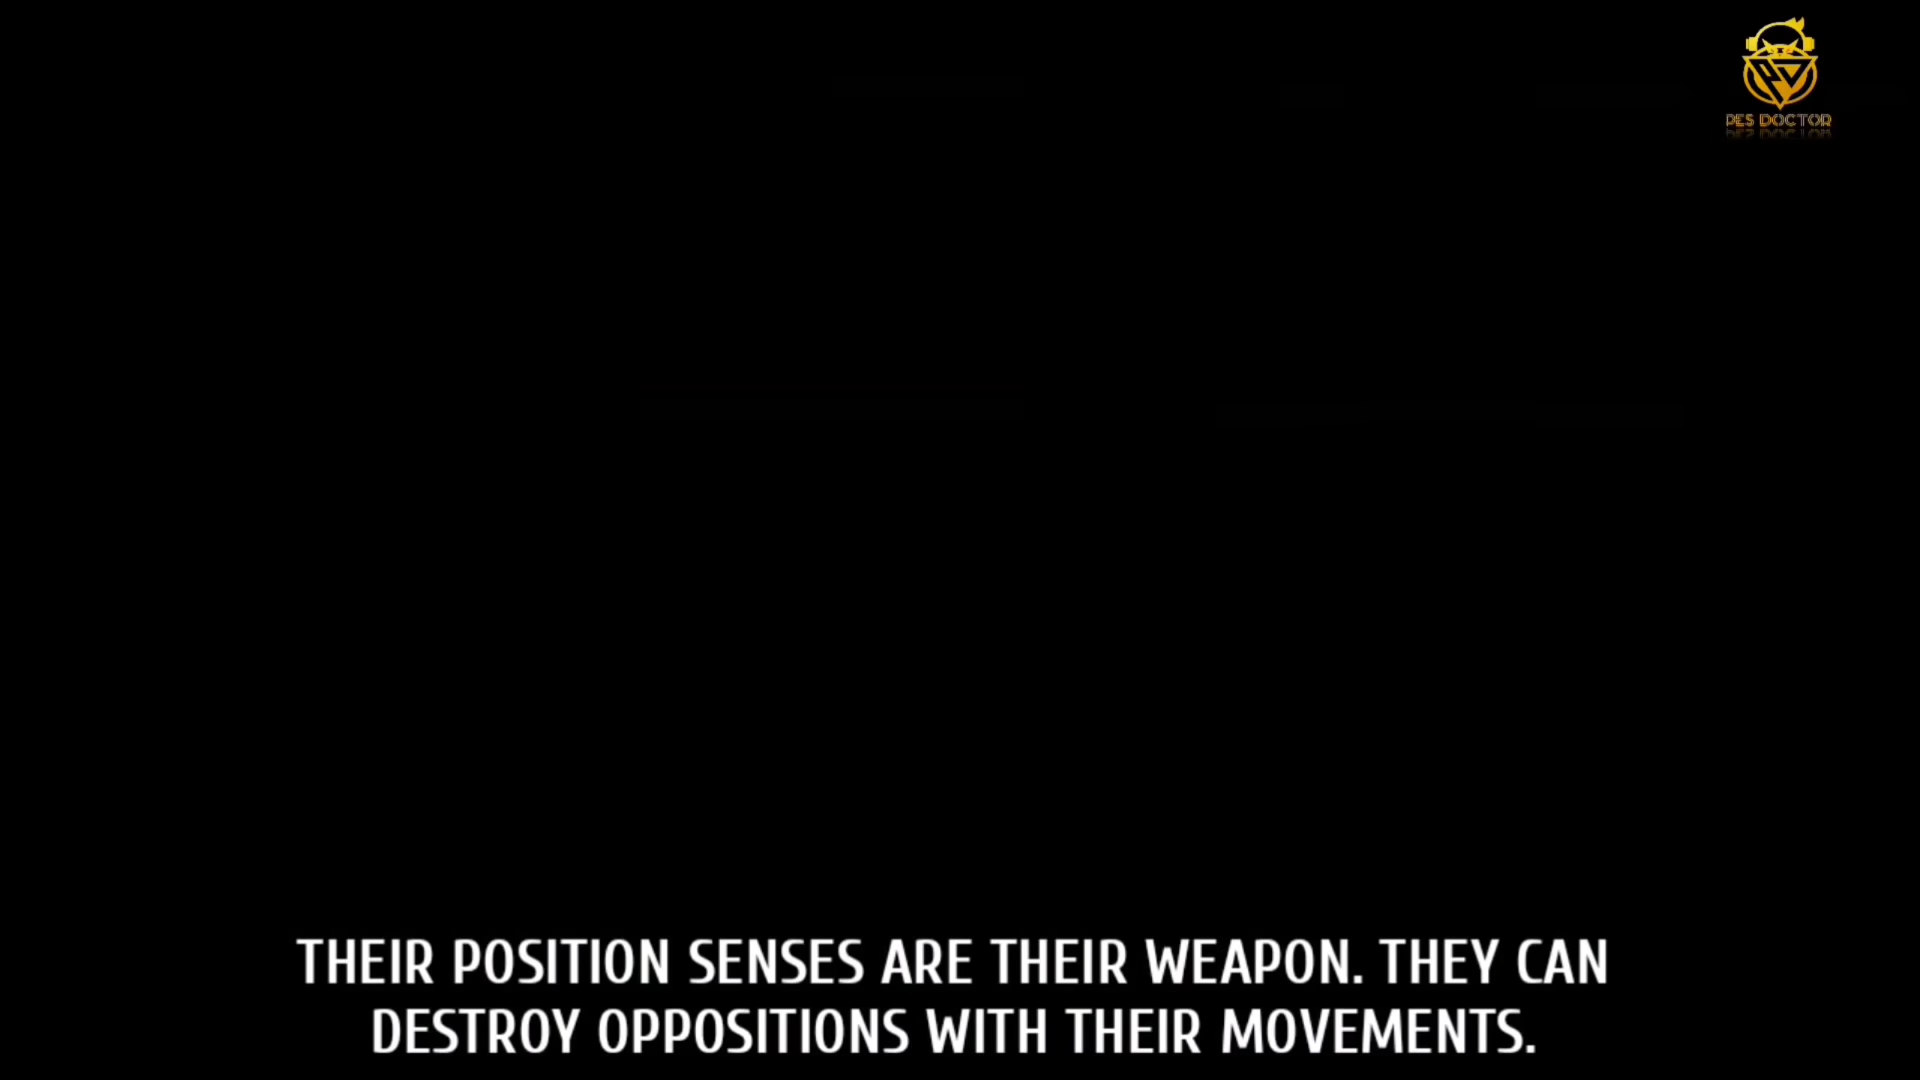 PES DOCTOR
THEIR POSITION SENSES ARE THEIR WEAPON. THEY CAN
DESTROY OPPOSITIONS WITH THEIR MOVEMENTS.